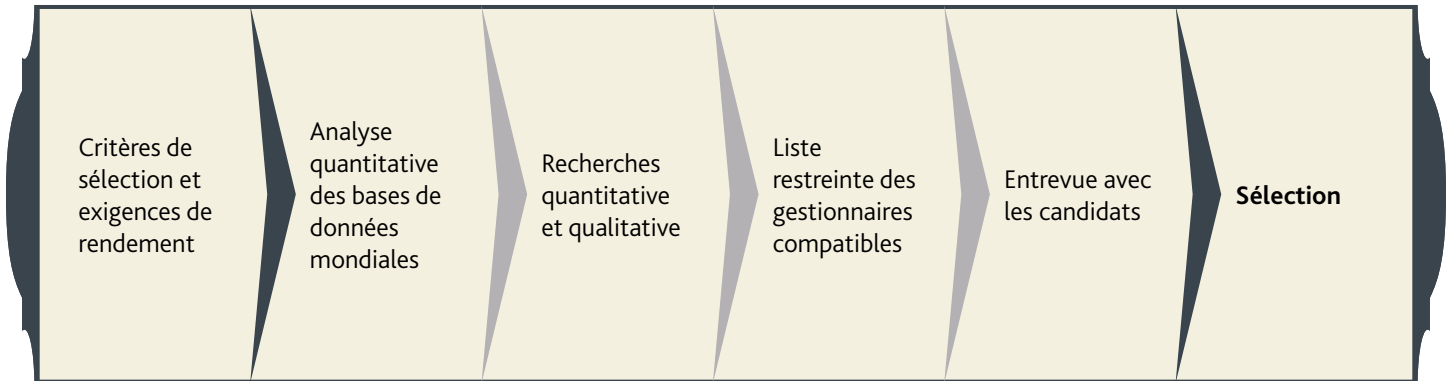 Critères de
sélection et
exigences de
rendement
Analyse
quantitative
des bases de
données
mondiales
Recherches
quantitative
et qualitative
Liste
restreinte des
gestionnaires
compatibles
Entrevue avec
les candidats
Sélection